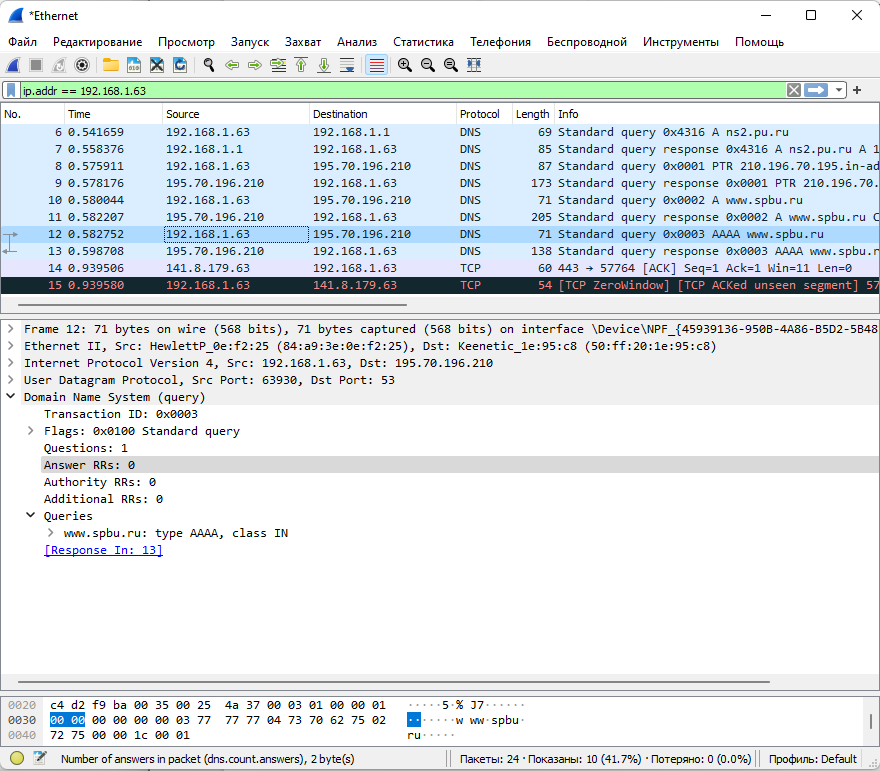 *Ethernet
Файл Редактирование Просмотр Запуск Захват Анализ Статистика Телефония Беспроводной Инструменты Помощь
ip.addr == 192.168.1.63
No. Time Source Destination Protocol Length Info
6 0.541659 192.168.1.63 192.168.1.1 DNS 69 Standard query 0x4316 A ns2.pu.ru
7 0.558376 192.168.1.1 192.168.1.63 DNS 85 Standard query response 0x4316 A ns2.pu.ru A 1
8 0.575911 192.168.1.63 195.70.196.210 DNS 87 Standard query 0x0001 PTR 210.196.70.195.in-ad
9 0.578176 195.70.196.210 192.168.1.63 DNS 173 Standard query response 0x0001 PTR 210.196.70.
10 0.580044 192.168.1.63 195.70.196.210 DNS 71 Standard query 0x0002 A www.spbu.ru
11 0.582207 195.70.196.210 192.168.1.63 DNS 205 Standard query response 0x0002 A www.spbu.ru C
12 0.582752 192.168.1.63 195.70.196.210 DNS 71 Standard query 0x0003 AAAA www.spbu.ru
13 0.598708 195.70.196.210 192.168.1.63 DNS 138 Standard query response 0x0003 AAAA www.spbu.r
14 0.939506 141.8.179.63 192.168.1.63 TCP 60 443 → 57764 [ACK] Seq=1 Ack=1 Win=11 Len=0
15 0.939580 192.168.1.63 141.8.179.63 TCP 54 [TCP ZeroWindow] [TCP ACKed unseen segment] 57
Frame 12: 71 bytes on wire (568 bits), 71 bytes captured (568 bits) on interface \Device\NPF_{45939136-950B-4A86-B5D2-5B48
Ethernet II, Src: HewlettP_0e:f2:25 (84:a9:3e:0e:f2:25), Dst: Keenetic_1e:95:c8 (50:ff:20:1e:95:c8)
Internet Protocol Version 4, Src: 192.168.1.63, Dst: 195.70.196.210
User Datagram Protocol, Src Port: 63930, Dst Port: 53
Domain Name System (query)
Transaction ID: 0x0003
Flags: 0x0100 Standard query
Questions: 1
Answer RRs: 0
Authority RRs: 0
Additional RRs: 0
Queries
www.spbu.ru: type AAAA, class IN
[Response In: 13]
0020 c4 d2 f9 ba 00 35 00 25 4a 37 00 03 01 00 00 01 ·····5·% J7······
0030 00 00 00 00 00 00 03 77 77 77 04 73 70 62 75 02 ·······w ww·spbu·
0040 72 75 00 00 1c 00 01 ru·····
Number of answers in packet (dns.count.answers), 2 byte(s) Пакеты: 24 · Показаны: 10 (41.7%) · Потеряно: 0 (0.0%) Профиль: Default